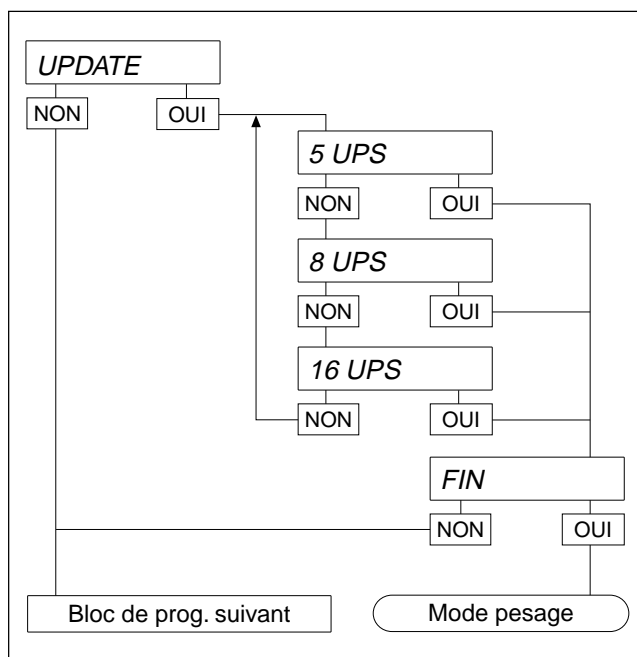 UPDATE
NON OUI
5 UPS
NON OUI
8 UPS
NON OUI
16 UPS
NON OUI
FIN
NON OUI
Bloc de prog. suivant Mode pesage